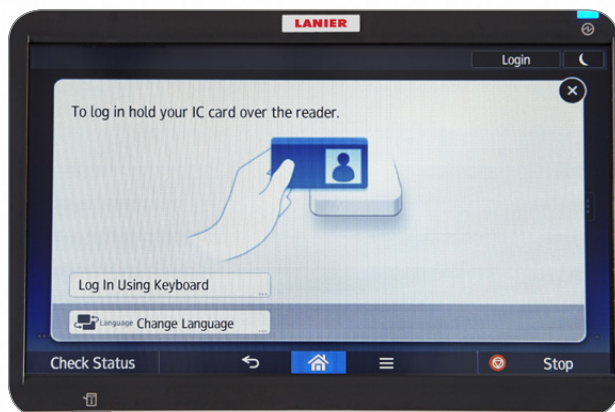 LANIER
Login
To log in hold your IC card over the reader.
Log In Using Keyboard
Language Change Language
Check Status
Stop